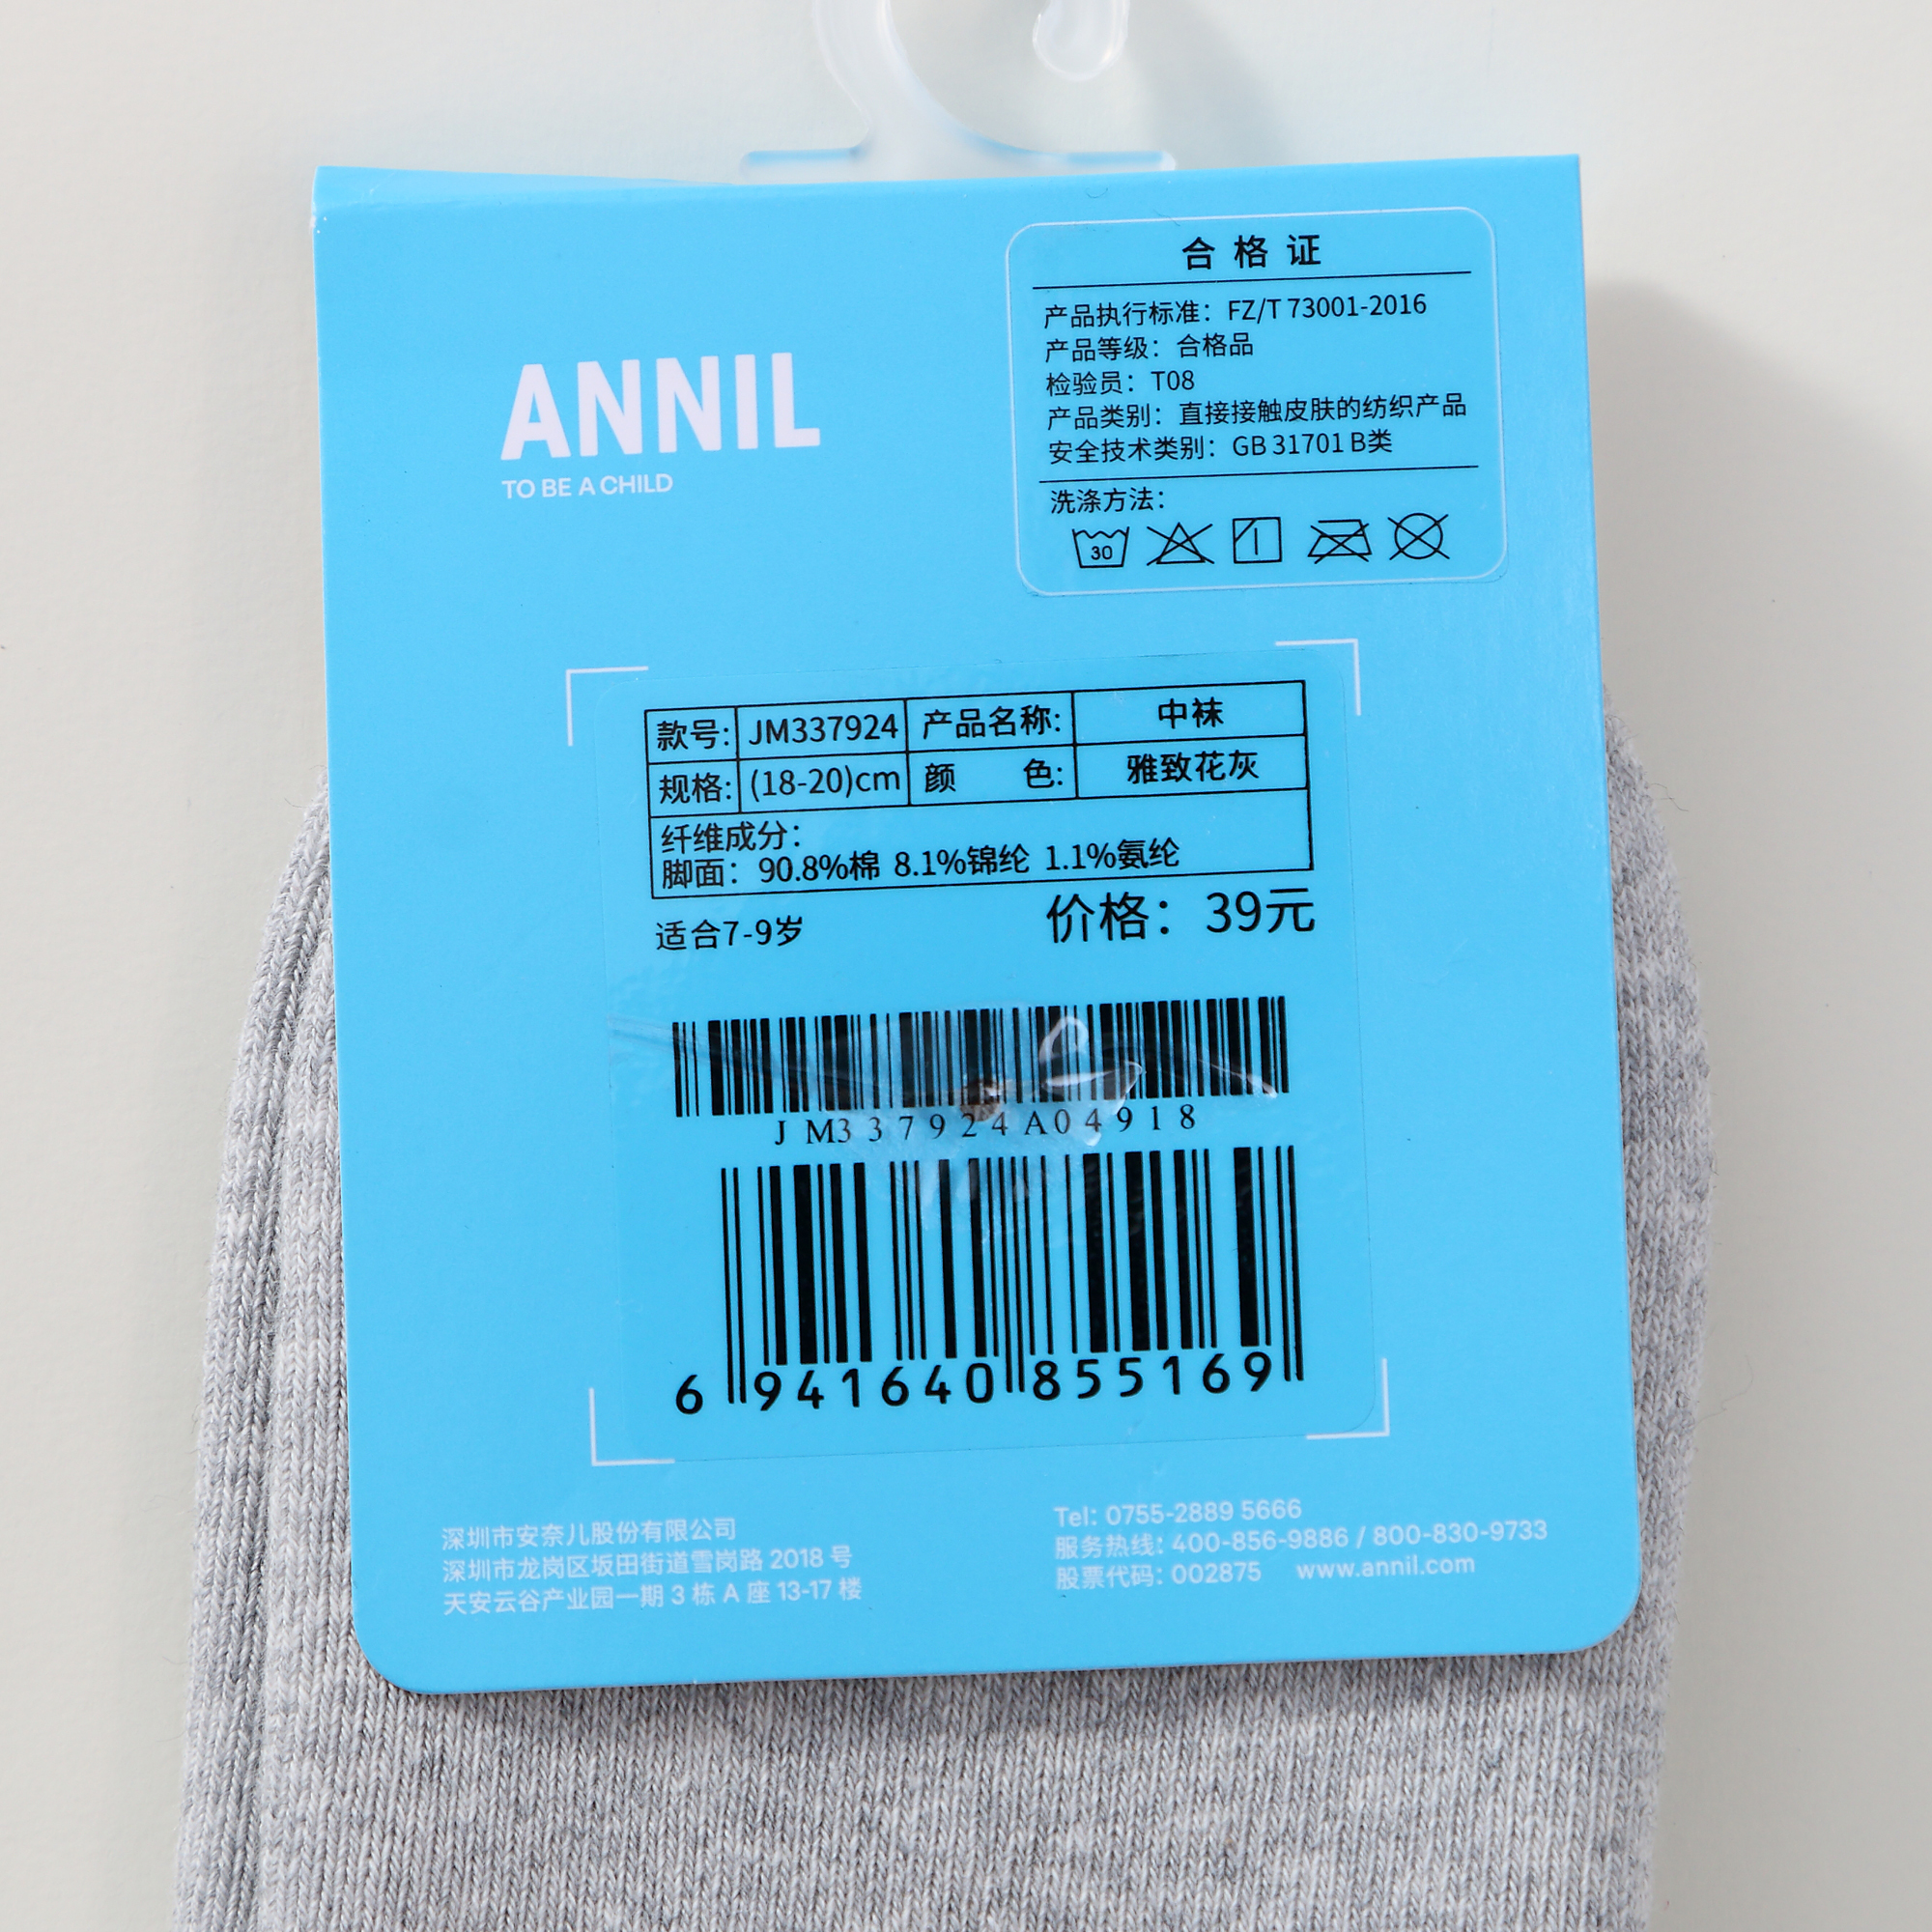 ANNIL
TO BE A CHILD
合格证
产品执行标准：FZ/T 73001-2016
产品等级：合格品
检验员：T08
产品类别：直接接触皮肤的纺织产品
安全技术类别：GB 31701 B类
洗涤方法：
30
款号: JM337924 产品名称: 中袜
规格: (18-20)cm 颜 色: 雅致花灰
纤维成分：
脚面：90.8%棉 8.1%锦纶 1.1%氨纶
适合7-9岁 价格：39元
JM337924A04918
6 941640 855169
深圳市安奈儿股份有限公司
深圳市龙岗区坂田街道雪岗路 2018 号
天安云谷产业园一期 3 栋 A 座 13-17 楼
Tel: 0755-2889 5666
服务热线: 400-856-9886 / 800-830-9733
股票代码: 002875 www.annil.com